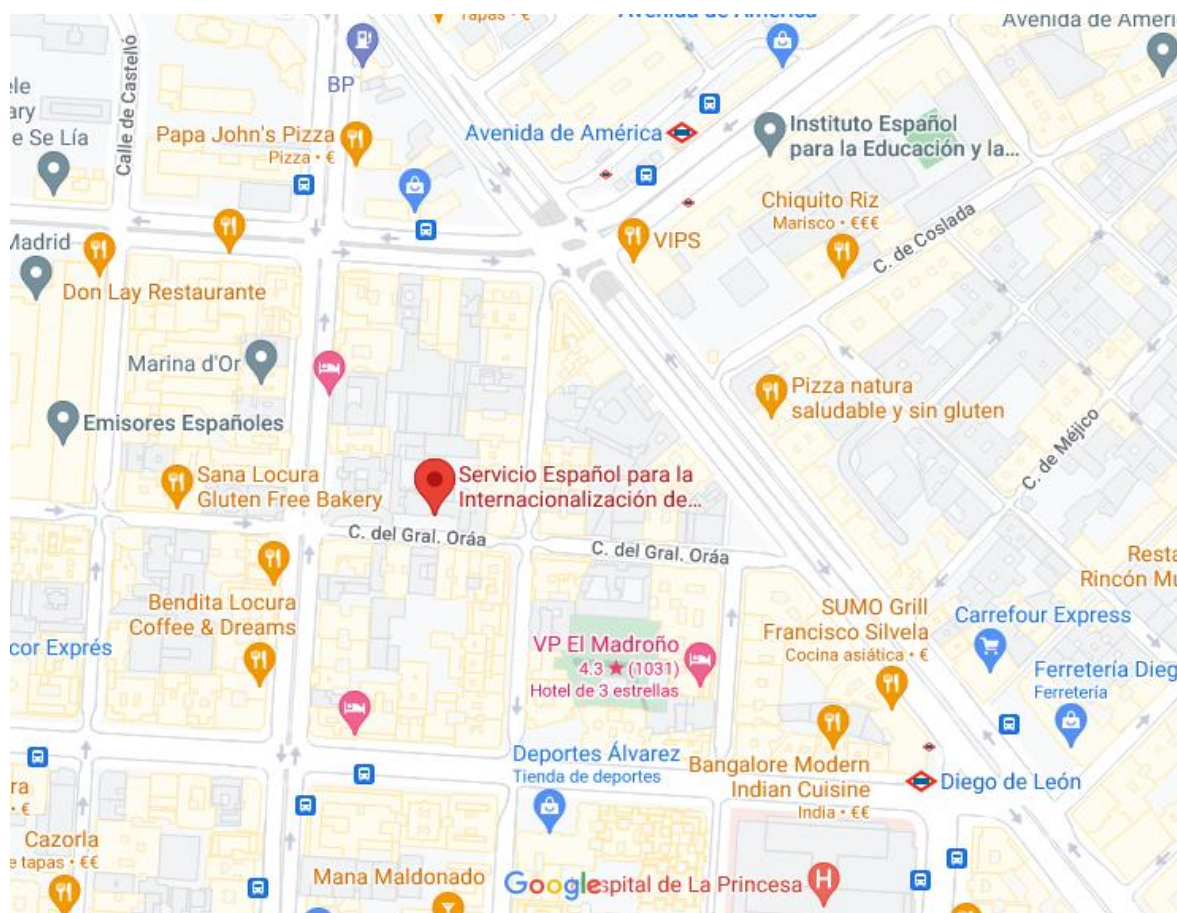 Tapas • €
Avenida de América
Avenida de Améri
BP
ele
ary
e Se Lía
Calle de Castelló
Papa John's Pizza
Pizza • €
Avenida de América
Instituto Español
para la Educación y la...
Chiquito Riz
Marisco • €€€
VIPS
C. de Coslada
Madrid
Don Lay Restaurante
Marina d'Or
Pizza natura
saludable y sin gluten
Emisores Españoles
C. de Méjico
Sana Locura
Gluten Free Bakery
Servicio Español para la
Internacionalización de...
C. del Gral. Oráa
C. del Gral. Oráa
Resta
Rincón Mu
Bendita Locura
Coffee & Dreams
SUMO Grill
Francisco Silvela
Cocina asiática • €
Carrefour Express
cor Exprés
VP El Madroño
4.3 ★ (1031)
Hotel de 3 estrellas
Ferretería Dieg
Ferretería
Deportes Álvarez
Tienda de deportes
Bangalore Modern
Indian Cuisine
India • €€
Diego de León
ra
• €
Cazorla
e tapas • €€
Mana Maldonado
Google
spital de La Princesa
H